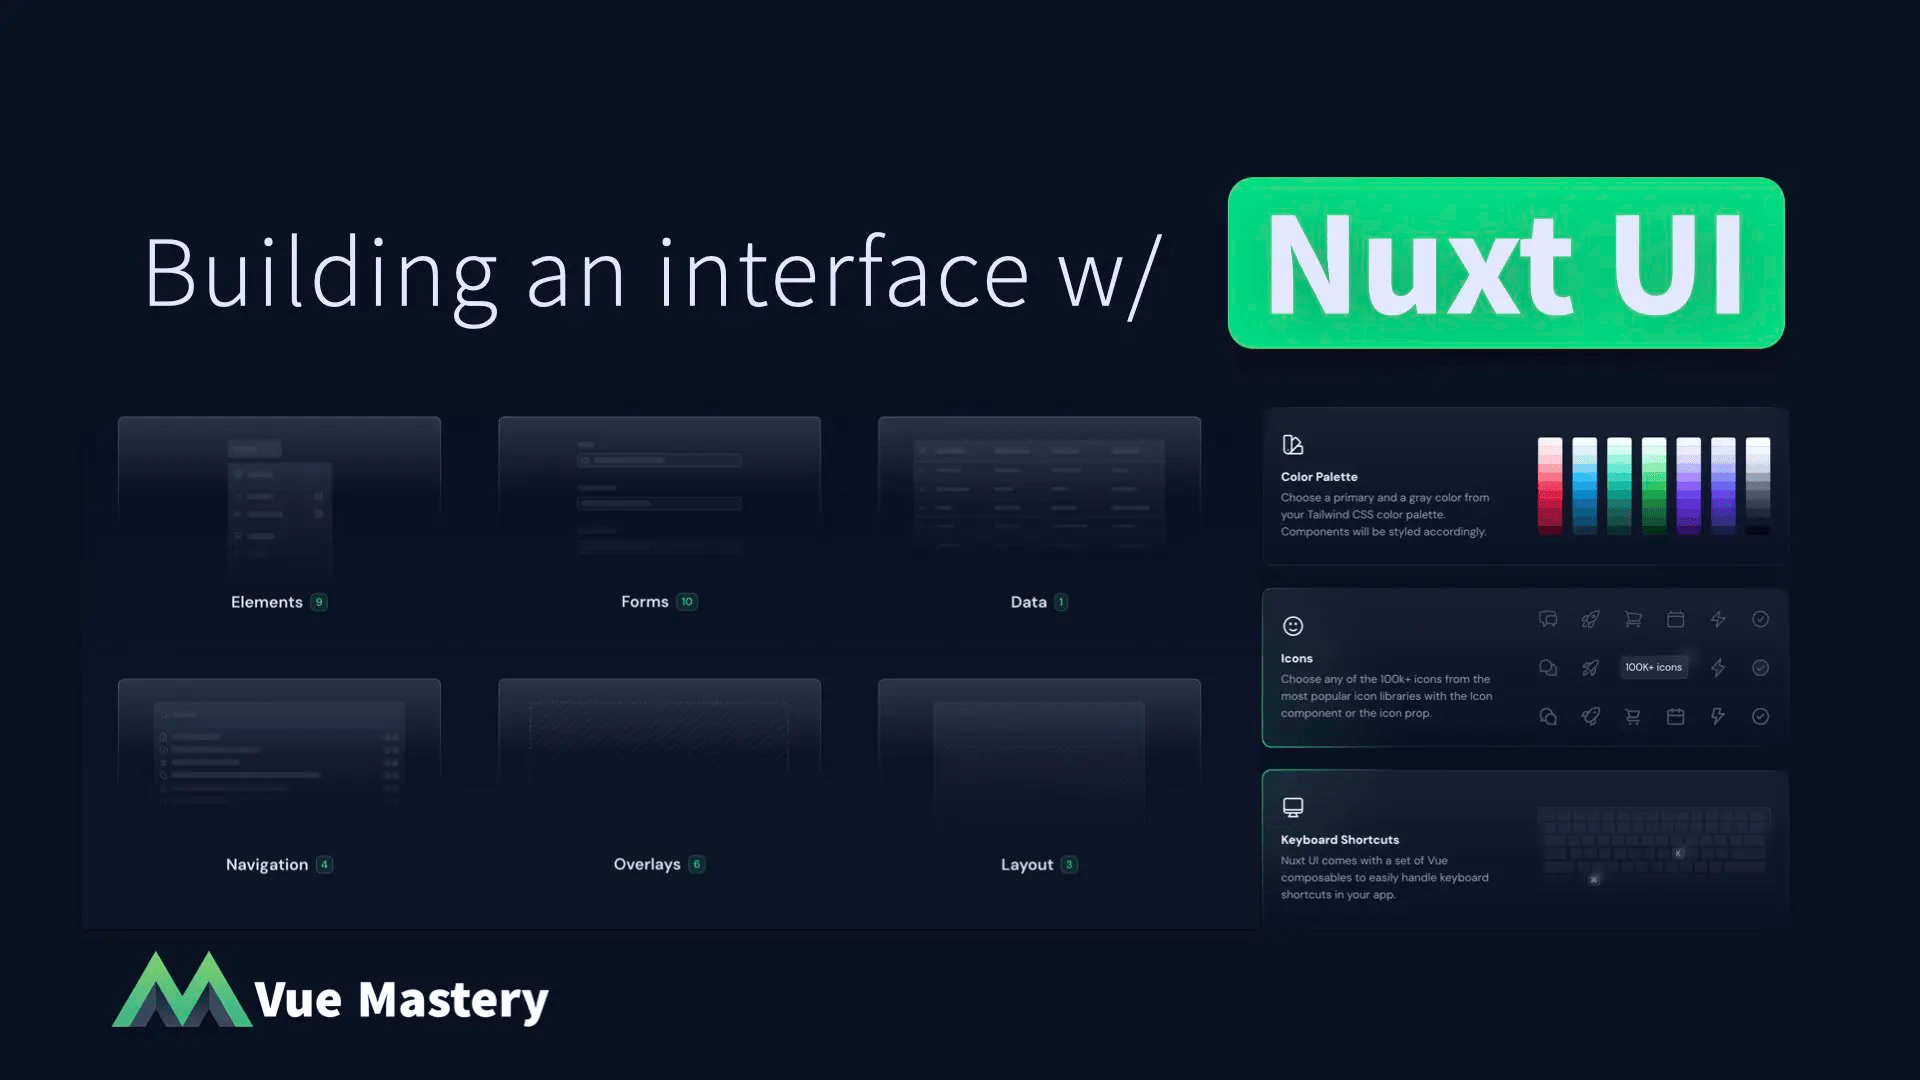 Building an interface w/ Nuxt UI
Elements 9
Forms 10
Data 1
Navigation 4
Overlays 6
Layout 3
Color Palette
Choose a primary and a gray color from
your Tailwind CSS color palette.
Components will be styled accordingly.
Icons
Choose any of the 100k+ icons from the
most popular icon libraries with the Icon
component or the icon prop.
100K+ icons
Keyboard Shortcuts
Nuxt UI comes with a set of Vue
composables to easily handle keyboard
shortcuts in your app.
K
⌘
Vue Mastery